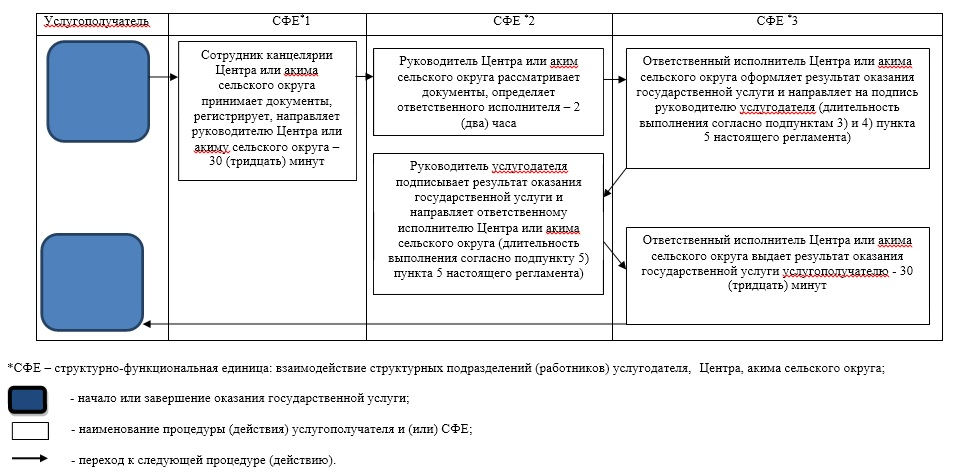 Услугополучатель
СФЕ*1
СФЕ *2
СФЕ *3
Сотрудник канцелярии
Центра или акима
сельского округа
принимает документы,
регистрирует, направляет
руководителю Центра или
акиму сельского округа –
30 (тридцать) минут
Руководитель Центра или аким
сельского округа рассматривает
документы, определяет
ответственного исполнителя – 2
(два) часа
Ответственный исполнитель Центра или акима
сельского округа оформляет результат оказания
государственной услуги и направляет на подпись
руководителю услугодателя (длительность
выполнения согласно подпунктам 3) и 4) пункта
5 настоящего регламента)
Руководитель услугодателя
подписывает результат оказания
государственной услуги и
направляет ответственному
исполнителю Центра или акима
сельского округа (длительность
выполнения согласно подпункту 5)
пункта 5 настоящего регламента)
Ответственный исполнитель Центра или акима
сельского округа выдает результат оказания
государственной услуги услугополучателю - 30
(тридцать) минут
*СФЕ – структурно-функциональная единица: взаимодействие структурных подразделений (работников) услугодателя, Центра, акима сельского округа;
- начало или завершение оказания государственной услуги;
- наименование процедуры (действия) услугополучателя и (или) СФЕ;
- переход к следующей процедуре (действию).